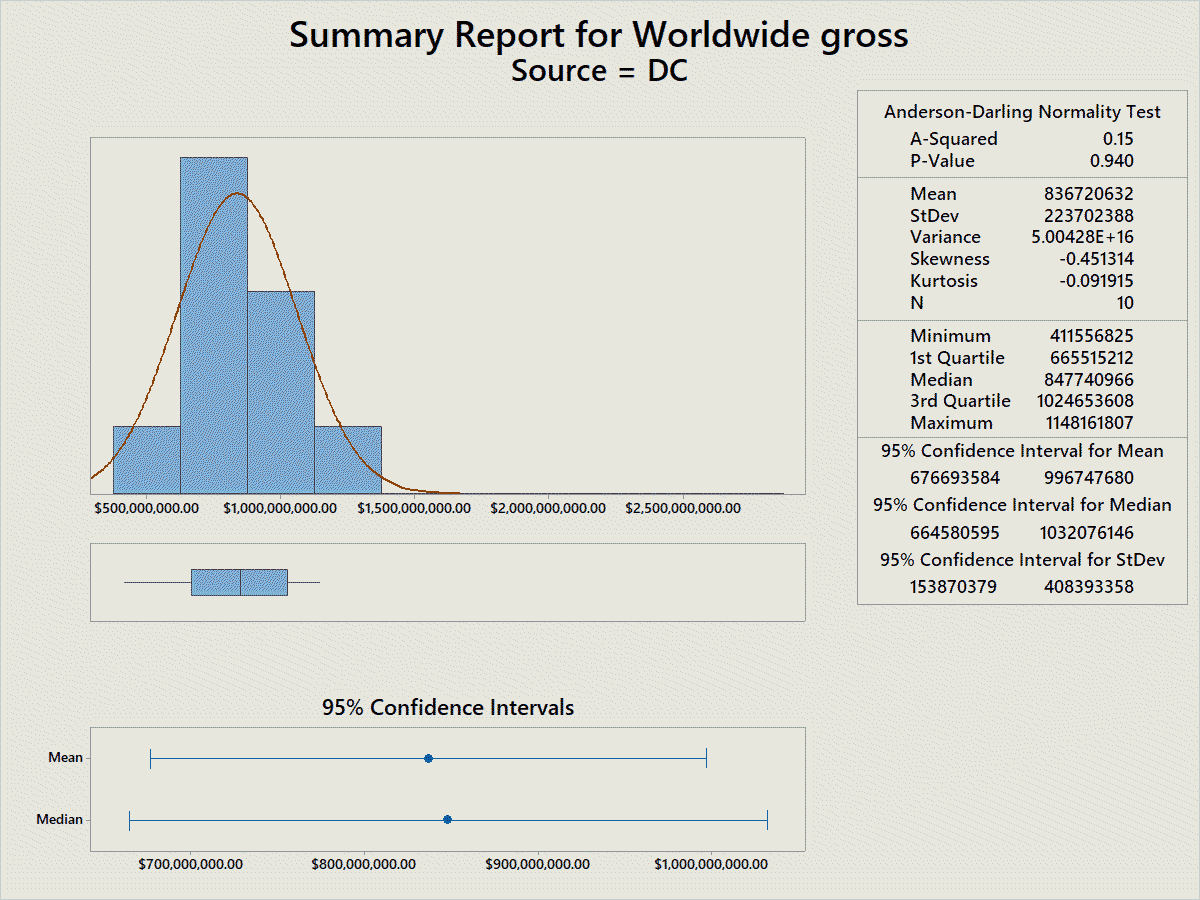 Summary Report for Worldwide gross
Source = DC
Anderson-Darling Normality Test
A-Squared 0.15
P-Value 0.940
Mean 836720632
StDev 223702388
Variance 5.00428E+16
Skewness -0.451314
Kurtosis -0.091915
N 10
Minimum 411556825
1st Quartile 665515212
Median 847740966
3rd Quartile 1024653608
Maximum 1148161807
95% Confidence Interval for Mean
676693584 996747680
95% Confidence Interval for Median
664580595 1032076146
95% Confidence Interval for StDev
153870379 408393358
$500,000,000.00 $1,000,000,000.00 $1,500,000,000.00 $2,000,000,000.00 $2,500,000,000.00
95% Confidence Intervals
Mean
Median
$700,000,000.00 $800,000,000.00 $900,000,000.00 $1,000,000,000.00